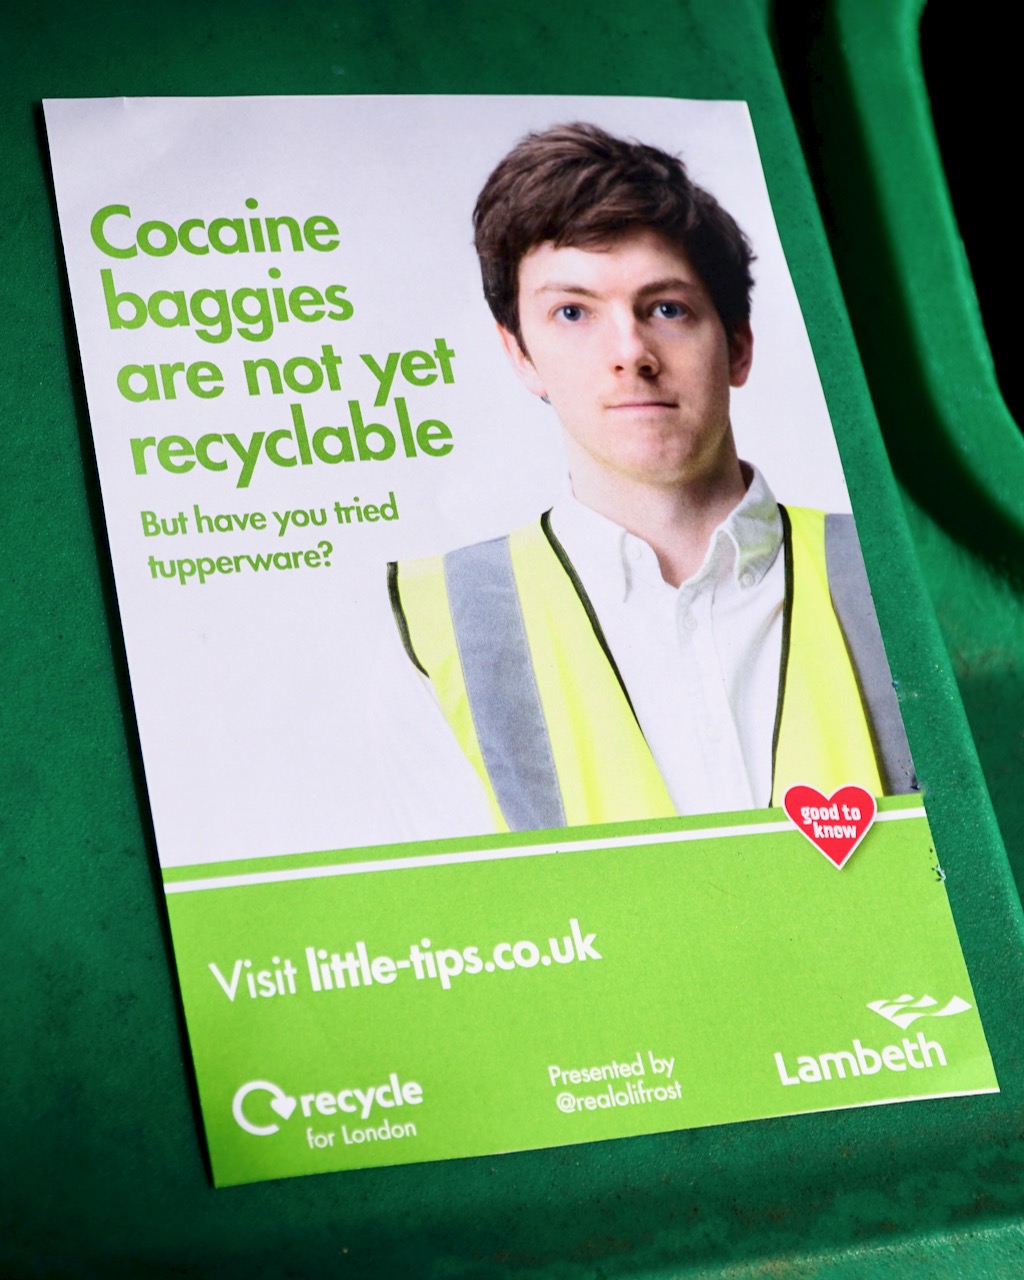 Cocaine
baggies
are not yet
recyclable
But have you tried
tupperware?
good to
know
Visit little-tips.co.uk
recycle
for London
Presented by
@realolifrost
Lambeth